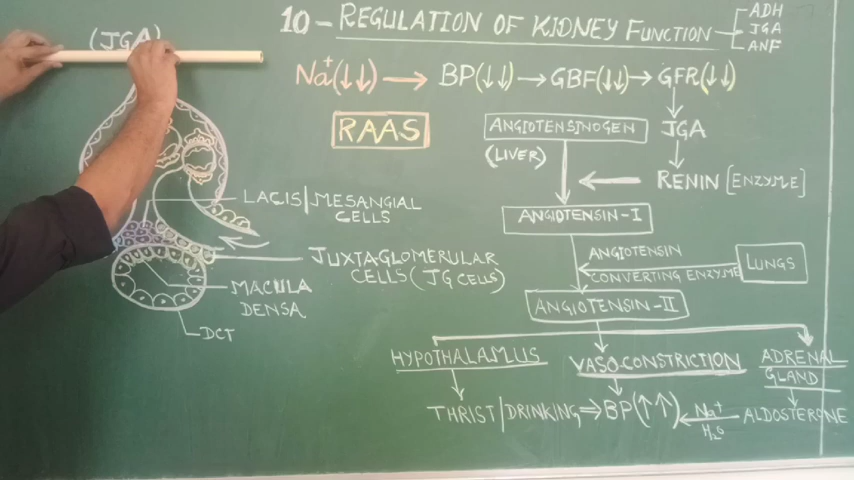 10 - REGULATION OF KIDNEY FUNCTION
ADH
JGA
ANF
(JGA)
Na+(↓↓) → BP(↓↓) → GBF(↓↓) → GFR(↓↓)
RAAS
ANGIOTENSINOGEN
JGA
(LIVER)
RENIN [ENZYME]
LACIS/MESANGIAL
CELLS
ANGIOTENSIN-I
JUXTAGLOMERULAR
CELLS (JG CELLS)
ANGIOTENSIN
CONVERTING ENZYME
LUNGS
MACULA
DENSA
ANGIOTENSIN-II
DCT
HYPOTHALAMUS
VASO-CONSTRICTION
ADRENAL
GLAND
THRIST/DRINKING ⇒ BP(↑↑) ← Na+ H2O ALDOSTERONE